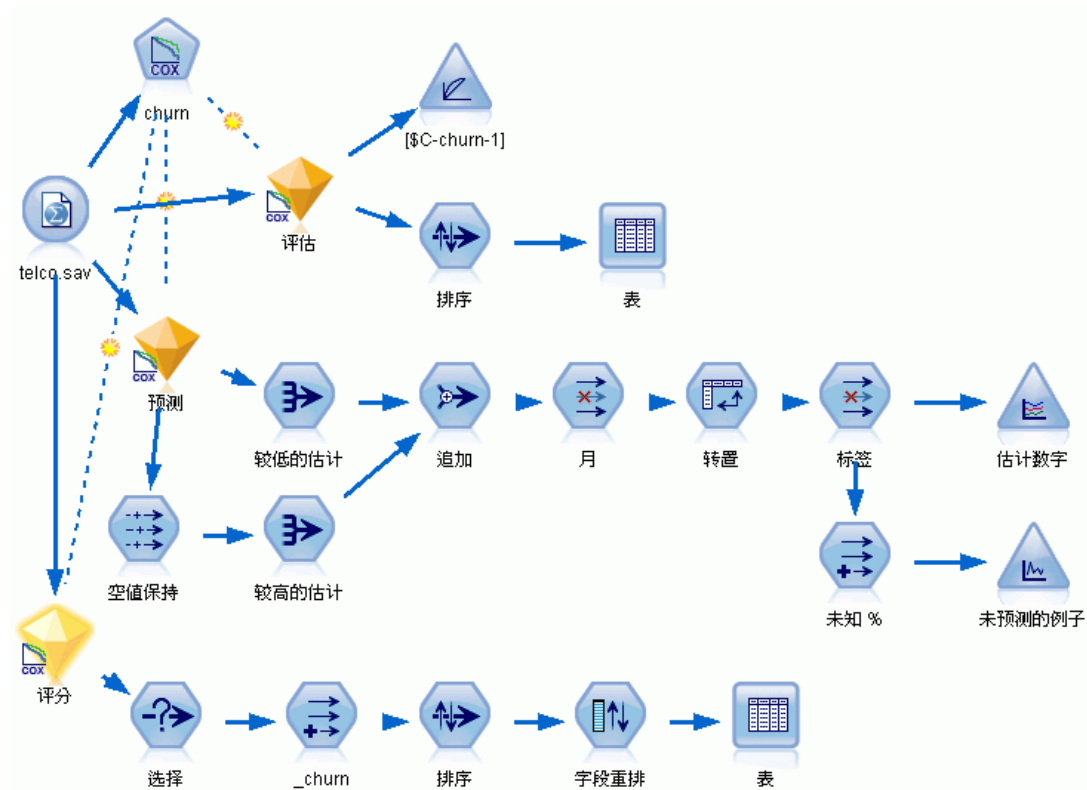 COX
churn
[$C-churn-1]
COX
评估
telco.sav
排序
表
COX
预测
较低的估计
追加
月
转置
标签
估计数字
空值保持
较高的估计
未知 %
未预测的例子
COX
评分
选择
_churn
排序
字段重排
表